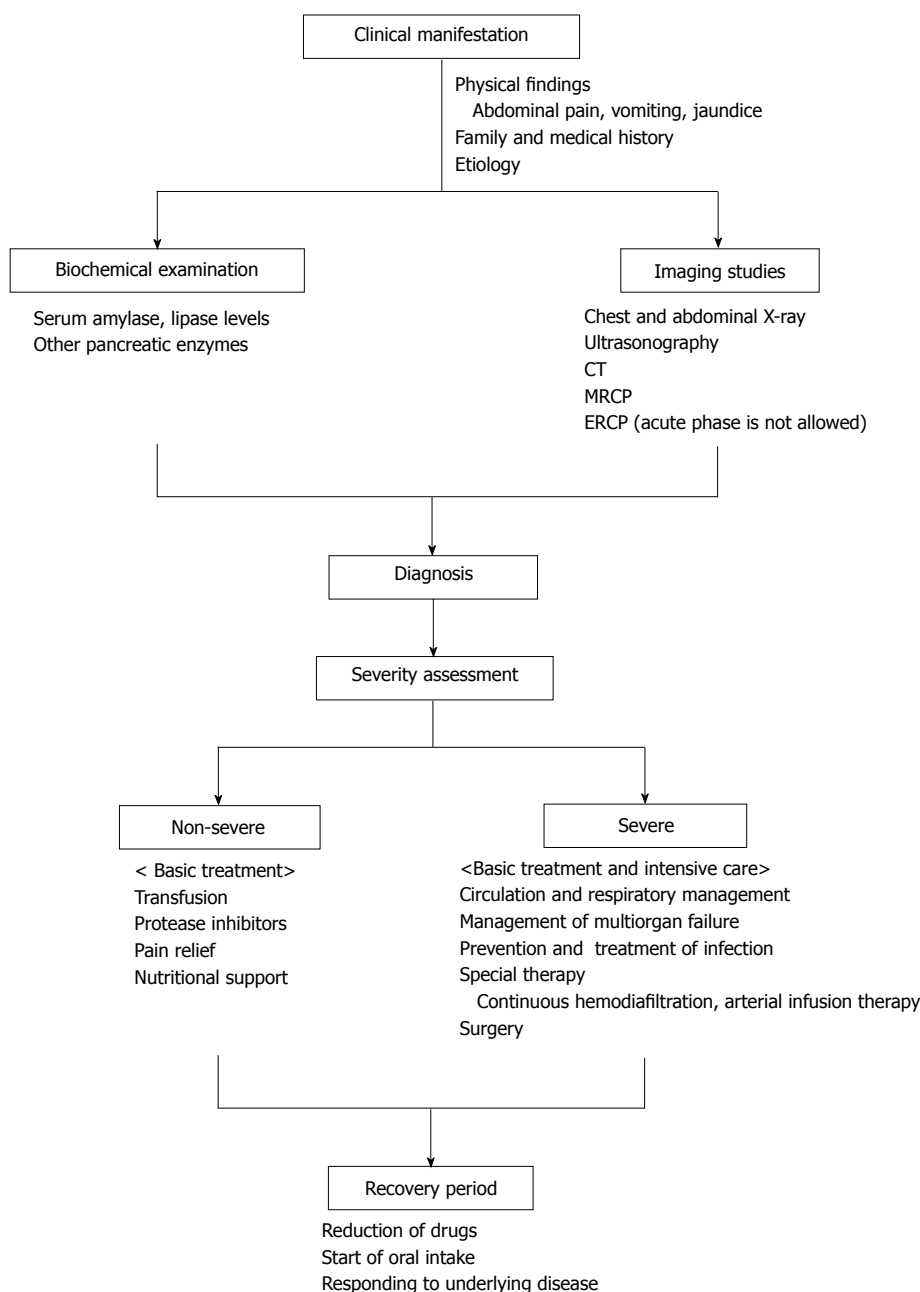 Clinical manifestation
Physical findings
Abdominal pain, vomiting, jaundice
Family and medical history
Etiology
Biochemical examination
Serum amylase, lipase levels
Other pancreatic enzymes
Imaging studies
Chest and abdominal X-ray
Ultrasonography
CT
MRCP
ERCP (acute phase is not allowed)
Diagnosis
Severity assessment
Non-severe
< Basic treatment>
Transfusion
Protease inhibitors
Pain relief
Nutritional support
Severe
<Basic treatment and intensive care>
Circulation and respiratory management
Management of multiorgan failure
Prevention and  treatment of infection
Special therapy
Continuous hemodiafiltration, arterial infusion therapy
Surgery
Recovery period
Reduction of drugs
Start of oral intake
Responding to underlying disease